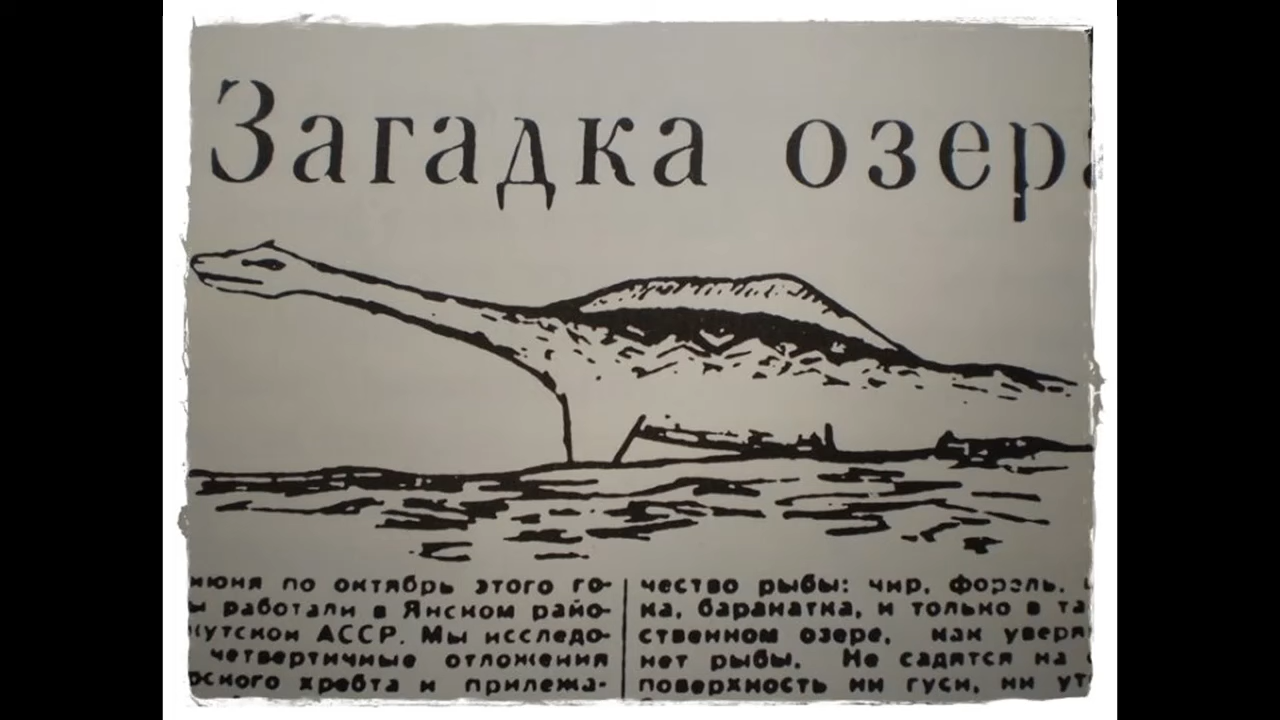 Загадка озера
июня по октябрь этого го-
ы работали в Янском райо-
кутской АССР. Мы исследо-
четвертичные отложения
рского хребта и прилежа-
чество рыбы: чир, форель,
ка, баранатка, и только в та
ственном озере, как уверя
нет рыбы. Не садятся на
поверхность ни гуси, ни ут